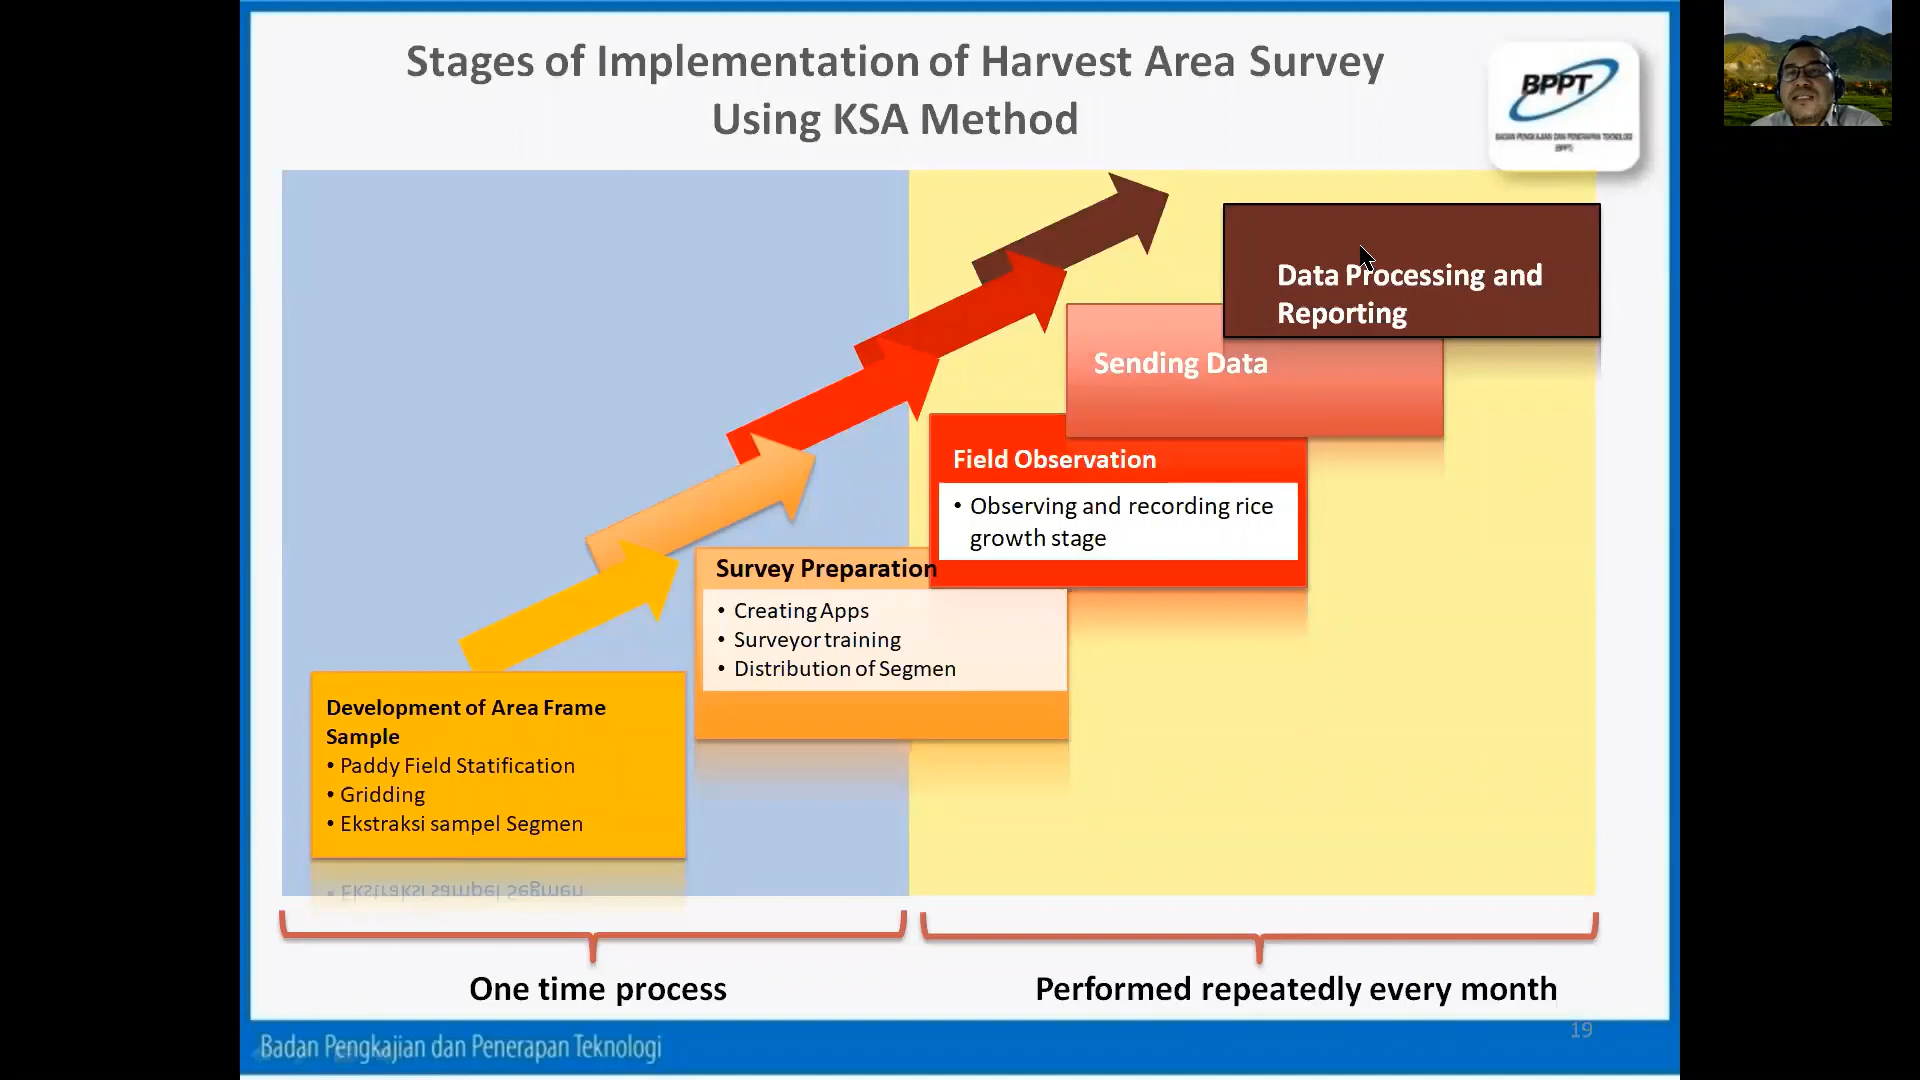 Stages of Implementation of Harvest Area Survey
Using KSA Method
BPPT
BADAN PENGKAJIAN DAN PENERAPAN TEKNOLOGI
(BPPT)
Data Processing and
Reporting
Sending Data
Field Observation
• Observing and recording rice
growth stage
Survey Preparation
• Creating Apps
• Surveyor training
• Distribution of Segmen
Development of Area Frame
Sample
• Paddy Field Statification
• Gridding
• Ekstraksi sampel Segmen
One time process
Performed repeatedly every month
19
Badan Pengkajian dan Penerapan Teknologi